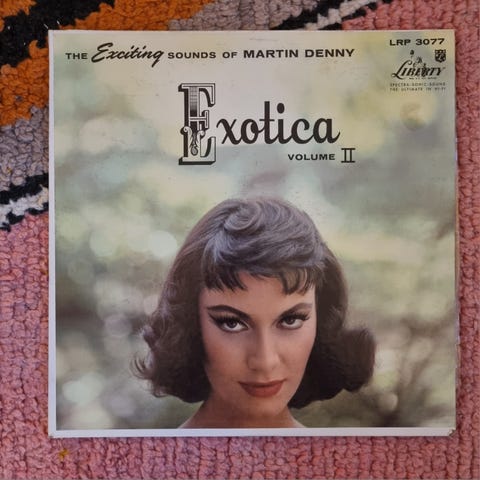 THE Exciting SOUNDS OF MARTIN DENNY
LRP 3077
LIBERTY
SPECTRA-SONIC-SOUND
THE ULTIMATE IN HI-FI
Exotica
VOLUME II